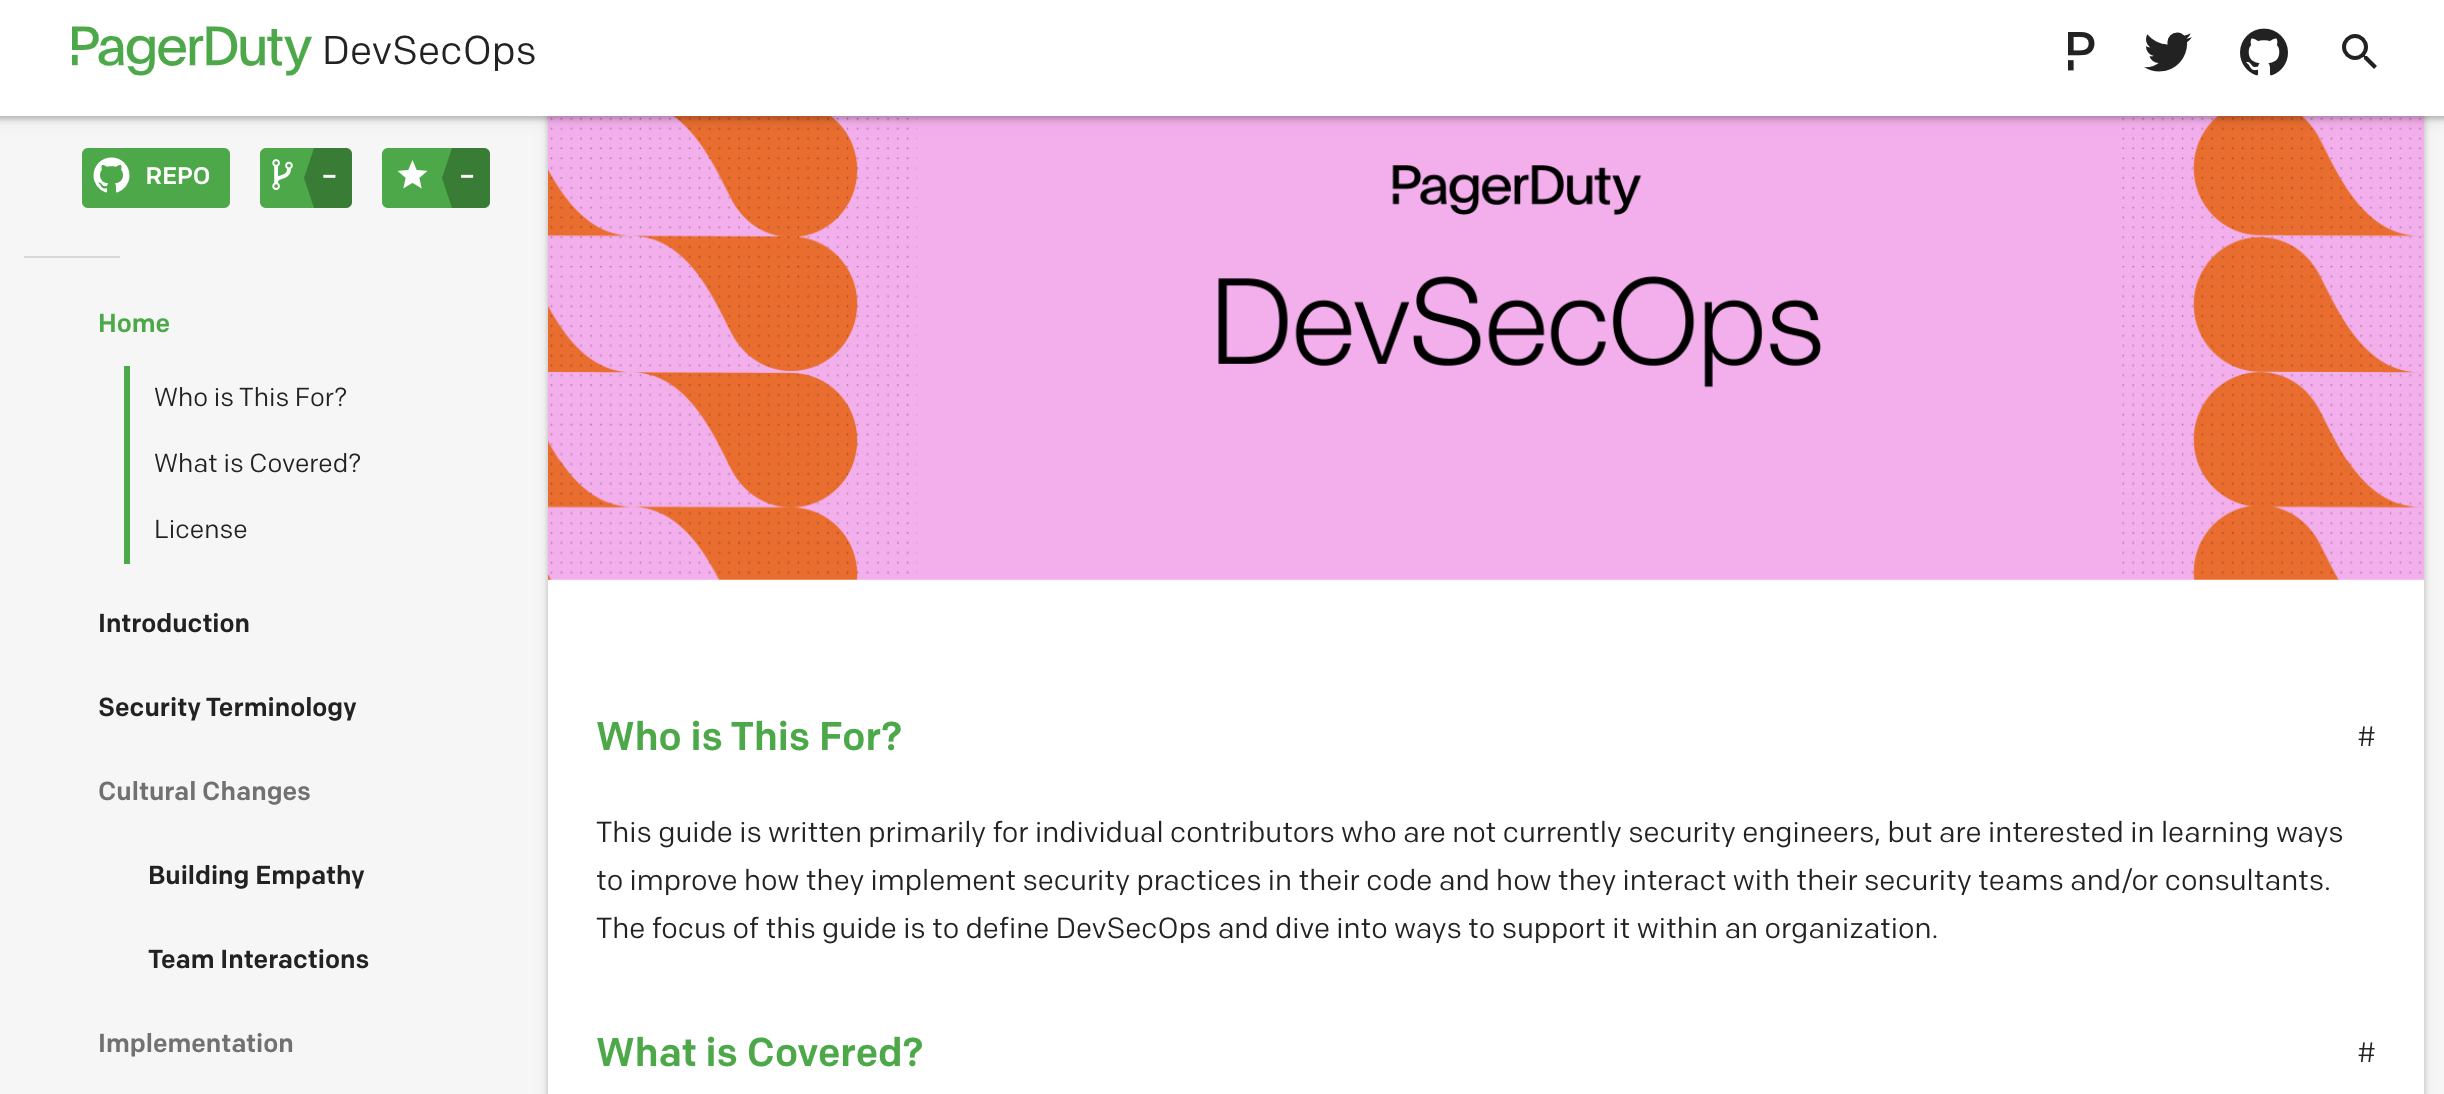 PagerDuty DevSecOps
REPO
–
–
Home
Who is This For?
What is Covered?
License
Introduction
Security Terminology
Cultural Changes
Building Empathy
Team Interactions
Implementation
PagerDuty
DevSecOps
Who is This For? #
This guide is written primarily for individual contributors who are not currently security engineers, but are interested in learning ways
to improve how they implement security practices in their code and how they interact with their security teams and/or consultants.
The focus of this guide is to define DevSecOps and dive into ways to support it within an organization.
What is Covered? #